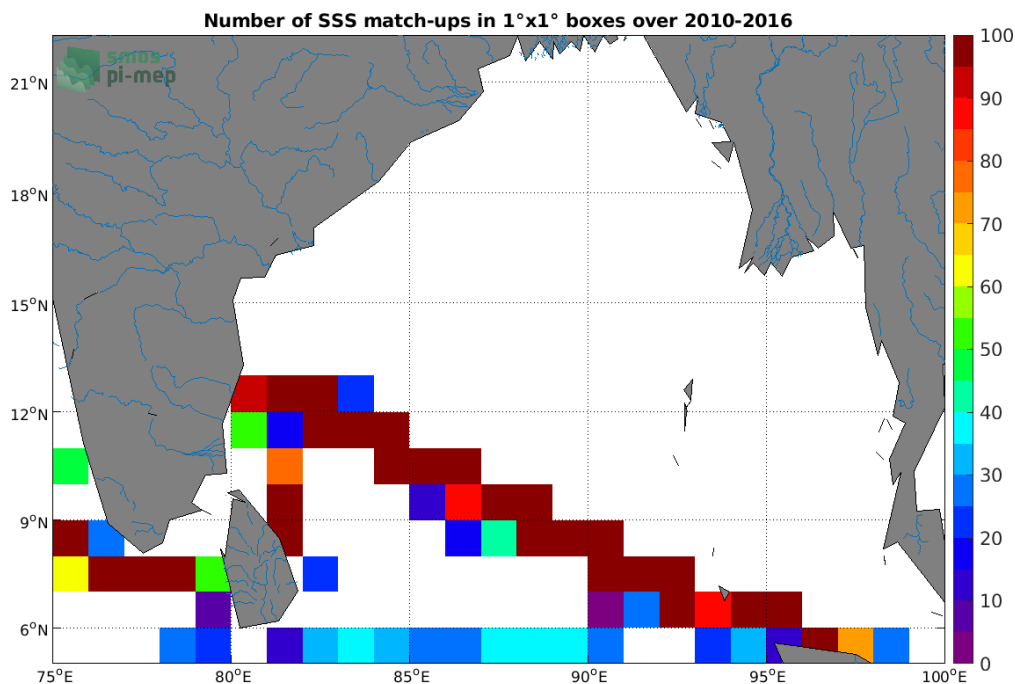 Number of SSS match-ups in 1°x1° boxes over 2010-2016
smos
pi-mep
21°N
18°N
15°N
12°N
9°N
6°N
75°E
80°E
85°E
90°E
95°E
100°E
100
90
80
70
60
50
40
30
20
10
0